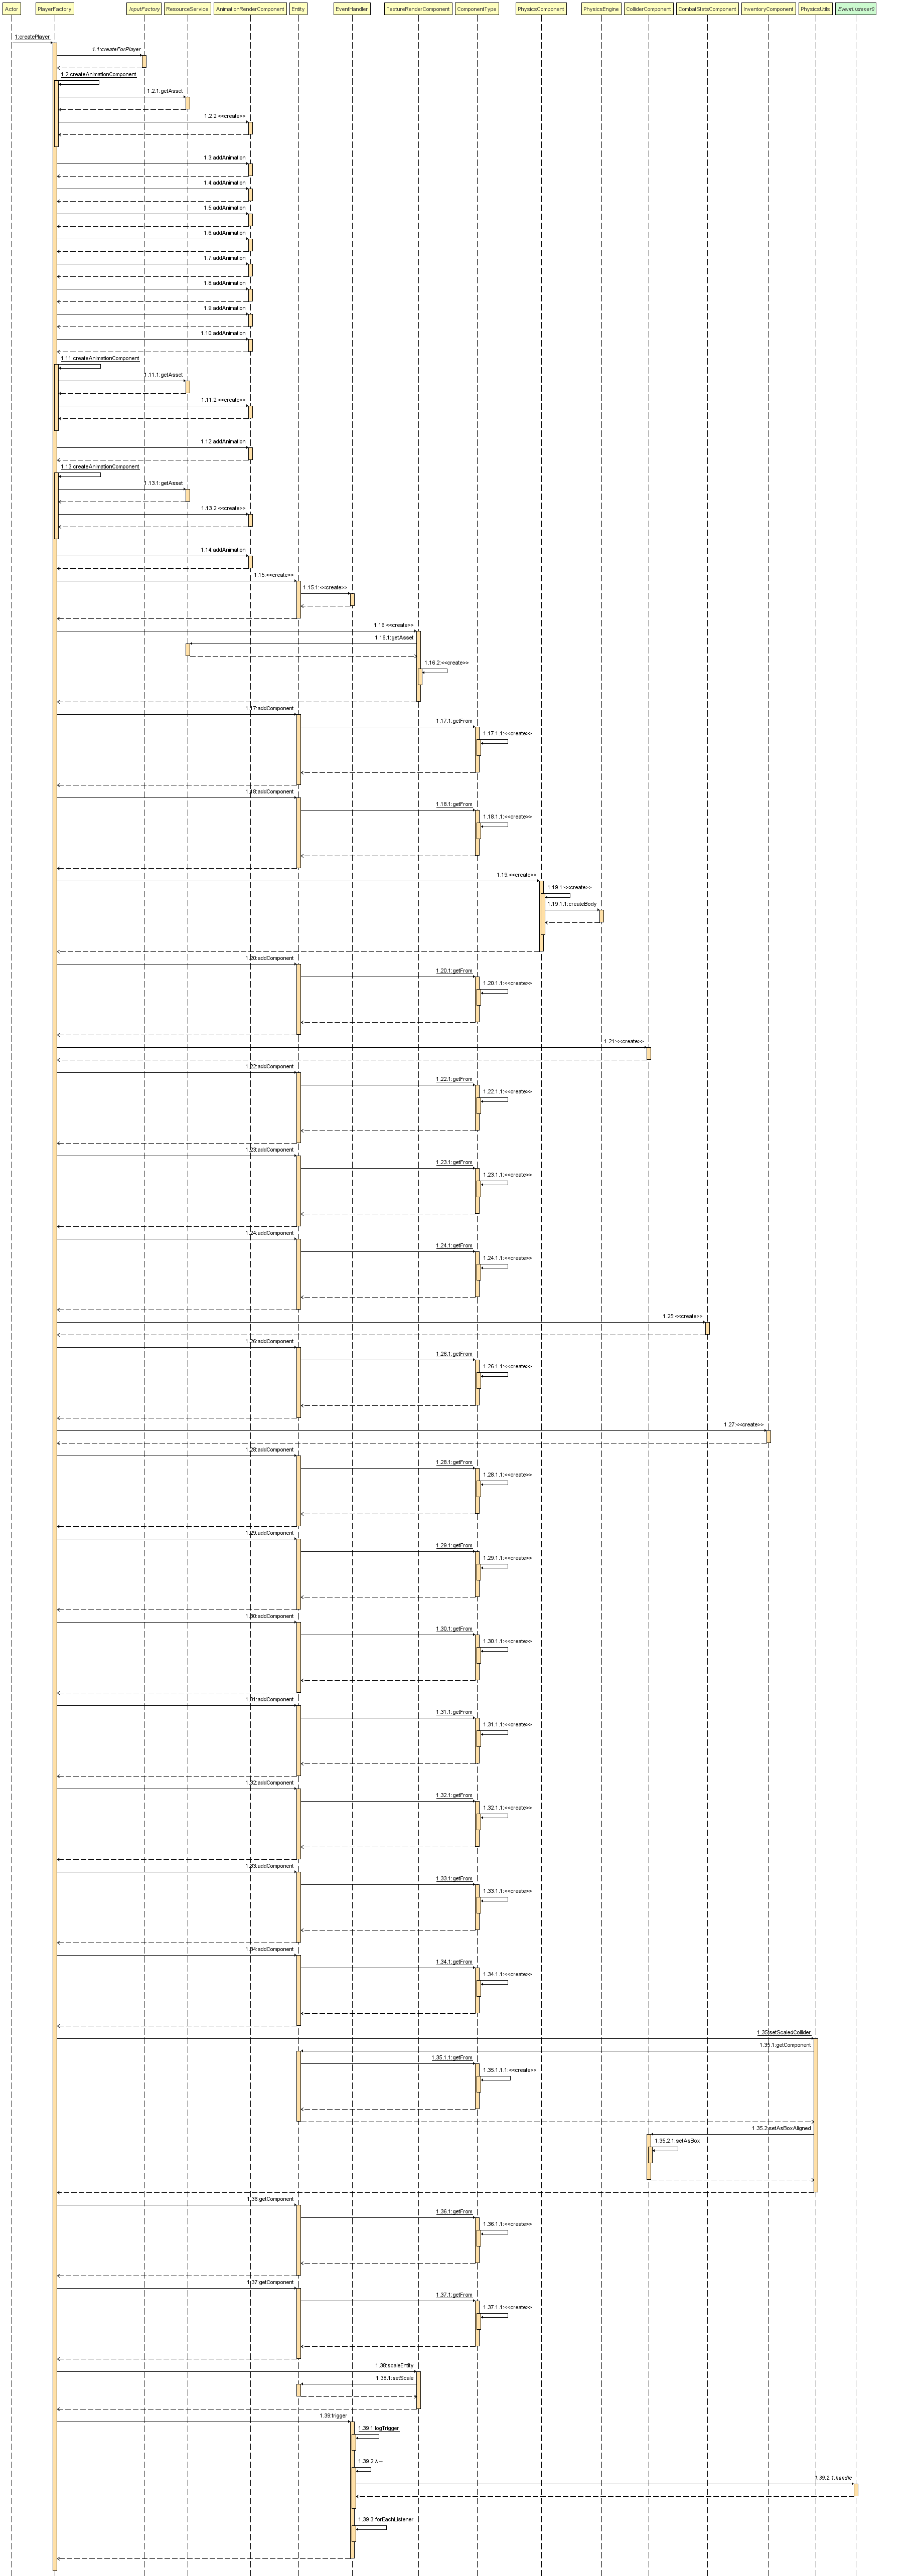 Actor
PlayerFactory
InputFactory
ResourceService
AnimationRenderComponent
Entity
EventHandler
TextureRenderComponent
ComponentType
PhysicsComponent
PhysicsEngine
ColliderComponent
CombatStatsComponent
InventoryComponent
PhysicsUtils
EventListener0
1:createPlayer
1.1:createForPlayer
1.2:createAnimationComponent
1.2.1:getAsset
1.2.2:<<create>>
1.3:addAnimation
1.4:addAnimation
1.5:addAnimation
1.6:addAnimation
1.7:addAnimation
1.8:addAnimation
1.9:addAnimation
1.10:addAnimation
1.11:createAnimationComponent
1.11.1:getAsset
1.11.2:<<create>>
1.12:addAnimation
1.13:createAnimationComponent
1.13.1:getAsset
1.13.2:<<create>>
1.14:addAnimation
1.15:<<create>>
1.15.1:<<create>>
1.16:<<create>>
1.16.1:getAsset
1.16.2:<<create>>
1.17:addComponent
1.17.1:getFrom
1.17.1.1:<<create>>
1.18:addComponent
1.18.1:getFrom
1.18.1.1:<<create>>
1.19:<<create>>
1.19.1:<<create>>
1.19.1.1:createBody
1.20:addComponent
1.20.1:getFrom
1.20.1.1:<<create>>
1.21:<<create>>
1.22:addComponent
1.22.1:getFrom
1.22.1.1:<<create>>
1.23:addComponent
1.23.1:getFrom
1.23.1.1:<<create>>
1.24:addComponent
1.24.1:getFrom
1.24.1.1:<<create>>
1.25:<<create>>
1.26:addComponent
1.26.1:getFrom
1.26.1.1:<<create>>
1.27:<<create>>
1.28:addComponent
1.28.1:getFrom
1.28.1.1:<<create>>
1.29:addComponent
1.29.1:getFrom
1.29.1.1:<<create>>
1.30:addComponent
1.30.1:getFrom
1.30.1.1:<<create>>
1.31:addComponent
1.31.1:getFrom
1.31.1.1:<<create>>
1.32:addComponent
1.32.1:getFrom
1.32.1.1:<<create>>
1.33:addComponent
1.33.1:getFrom
1.33.1.1:<<create>>
1.34:addComponent
1.34.1:getFrom
1.34.1.1:<<create>>
1.35:setScaledCollider
1.35.1:getComponent
1.35.1.1:getFrom
1.35.1.1.1:<<create>>
1.35.2:setAsBoxAligned
1.35.2.1:setAsBox
1.36:getComponent
1.36.1:getFrom
1.36.1.1:<<create>>
1.37:getComponent
1.37.1:getFrom
1.37.1.1:<<create>>
1.38:scaleEntity
1.38.1:setScale
1.39:trigger
1.39.1:logTrigger
1.39.2:λ→
1.39.2.1:handle
1.39.3:forEachListener